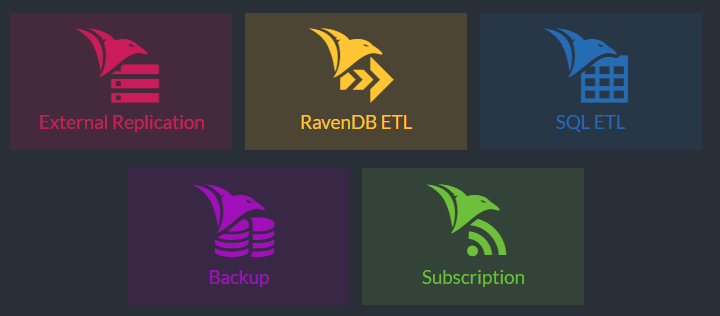 External Replication
RavenDB ETL
SQL ETL
Backup
Subscription